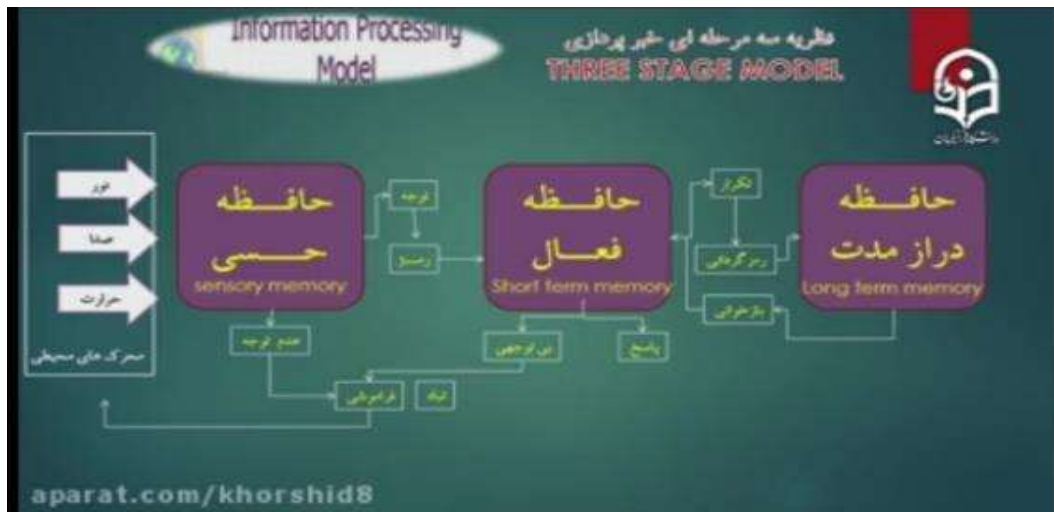 Information Processing
Model
نظریه سه مرحله ای خبر پردازی
THREE STAGE MODEL
نور
صدا
حرارت
محرک های محیطی
حافظه
حسی
sensory memory
توجه
عدم توجه
حافظه
فعال
Short term memory
بی توجهی
پاسخ
فراموشی
تکرار
رمزگردانی
بازخوانی
حافظه
دراز مدت
Long term memory
aparat.com/khorshid8